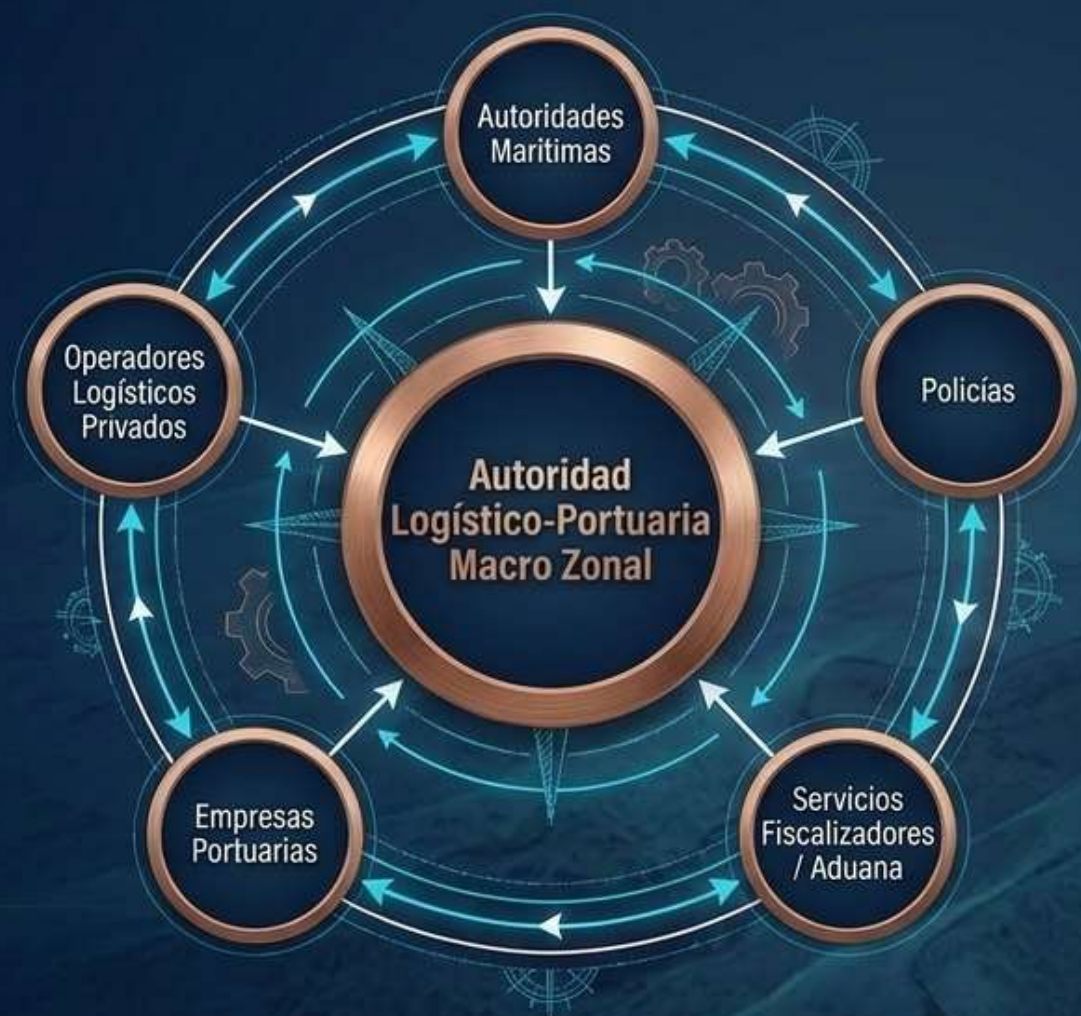 Autoridades
Maritimas
Operadores
Logísticos
Privados
Policías
Autoridad
Logístico-Portuaria
Macro Zonal
Empresas
Portuarias
Servicios
Fiscalizadores
/ Aduana